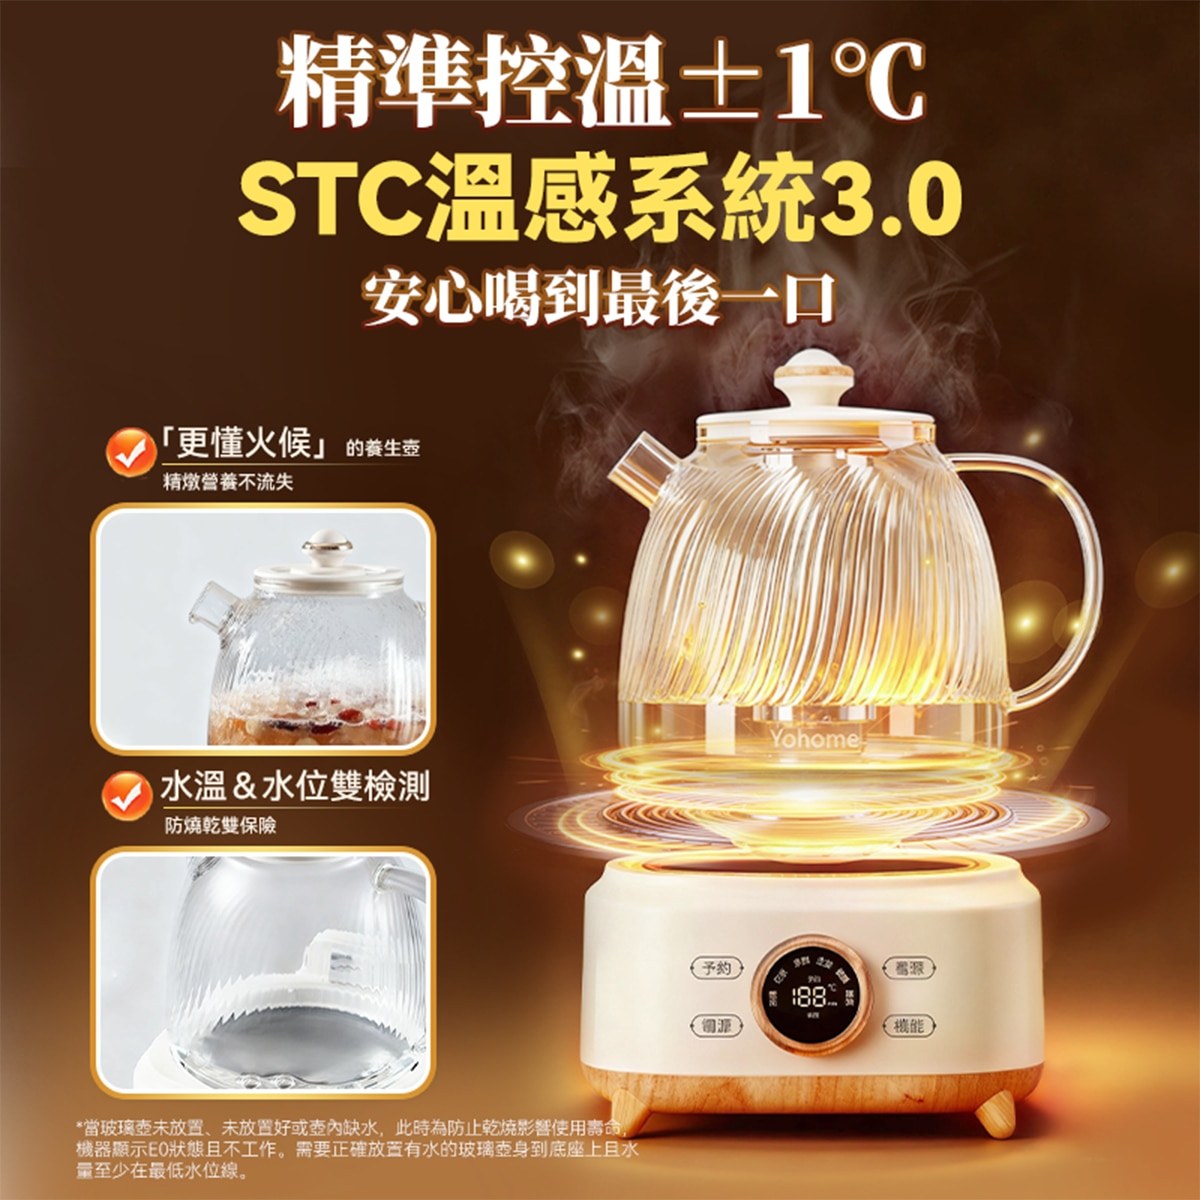 精準控溫±1℃
STC溫感系統3.0
安心喝到最後一口
「更懂火候」的養生壺
精燉營養不流失
水溫&水位雙檢測
防燒乾雙保險
Yohome
予約
188
℃
機能
*當玻璃壺未放置、未放置好或壺內缺水，此時為防止乾燒影響使用壽命，
機器顯示E0狀態且不工作。需要正確放置有水的玻璃壺身到底座上且水
量至少在最低水位線。